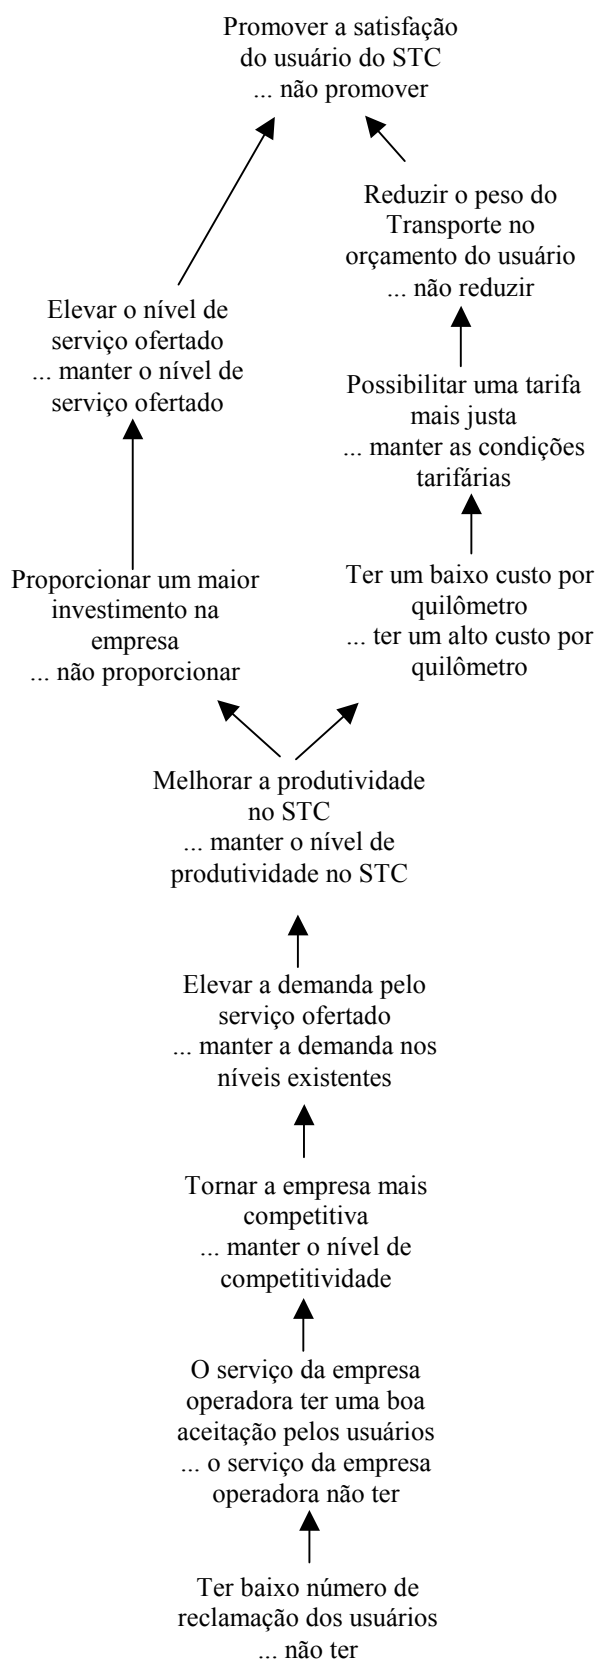 Promover a satisfação
do usuário do STC
... não promover
Reduzir o peso do
Transporte no
orçamento do usuário
... não reduzir
Elevar o nível de
serviço ofertado
... manter o nível de
serviço ofertado
Possibilitar uma tarifa
mais justa
... manter as condições
tarifárias
Proporcionar um maior
investimento na
empresa
... não proporcionar
Ter um baixo custo por
quilômetro
... ter um alto custo por
quilômetro
Melhorar a produtividade
no STC
... manter o nível de
produtividade no STC
Elevar a demanda pelo
serviço ofertado
... manter a demanda nos
níveis existentes
Tornar a empresa mais
competitiva
... manter o nível de
competitividade
O serviço da empresa
operadora ter uma boa
aceitação pelos usuários
... o serviço da empresa
operadora não ter
Ter baixo número de
reclamação dos usuários
... não ter